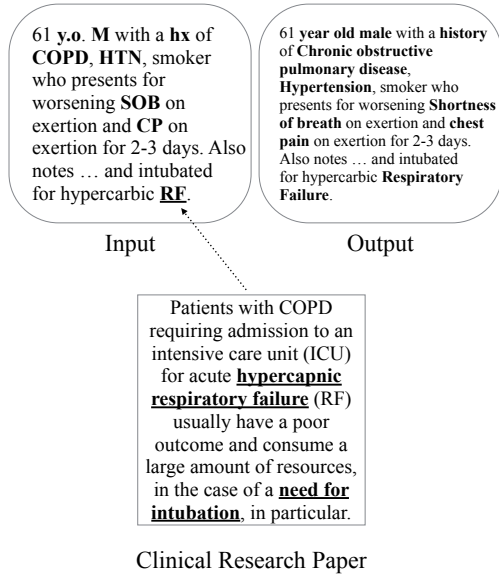 61 y.o. M with a hx of
COPD, HTN, smoker
who presents for
worsening SOB on
exertion and CP on
exertion for 2-3 days. Also
notes … and intubated
for hypercarbic RF.
Input
61 year old male with a history
of Chronic obstructive
pulmonary disease,
Hypertension, smoker who
presents for worsening Shortness
of breath on exertion and chest
pain on exertion for 2-3 days.
Also notes … and intubated
for hypercarbic Respiratory
Failure.
Output
Patients with COPD
requiring admission to an
intensive care unit (ICU)
for acute hypercapnic
respiratory failure (RF)
usually have a poor
outcome and consume a
large amount of resources,
in the case of a need for
intubation, in particular.
Clinical Research Paper